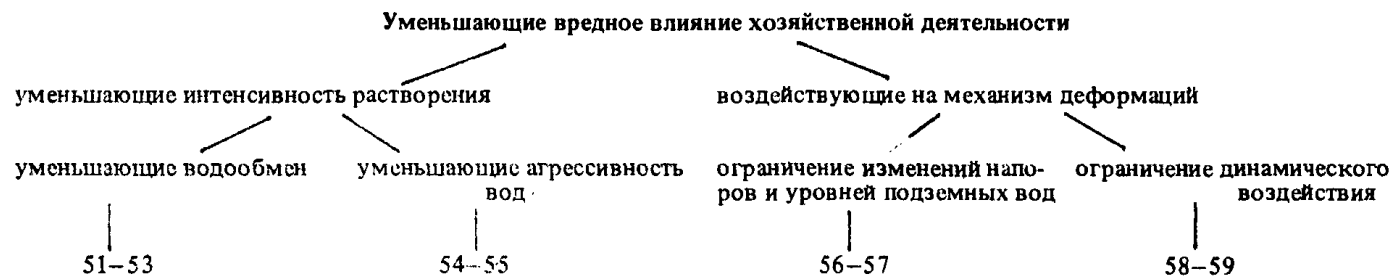 Уменьшающие вредное влияние хозяйственной деятельности
уменьшающие интенсивность растворения
воздействующие на механизм деформаций
уменьшающие водообмен
уменьшающие агрессивность
вод
ограничение изменений напо-
ров и уровней подземных вод
ограничение динамического
воздействия
51–53
54–55
56–57
58–59